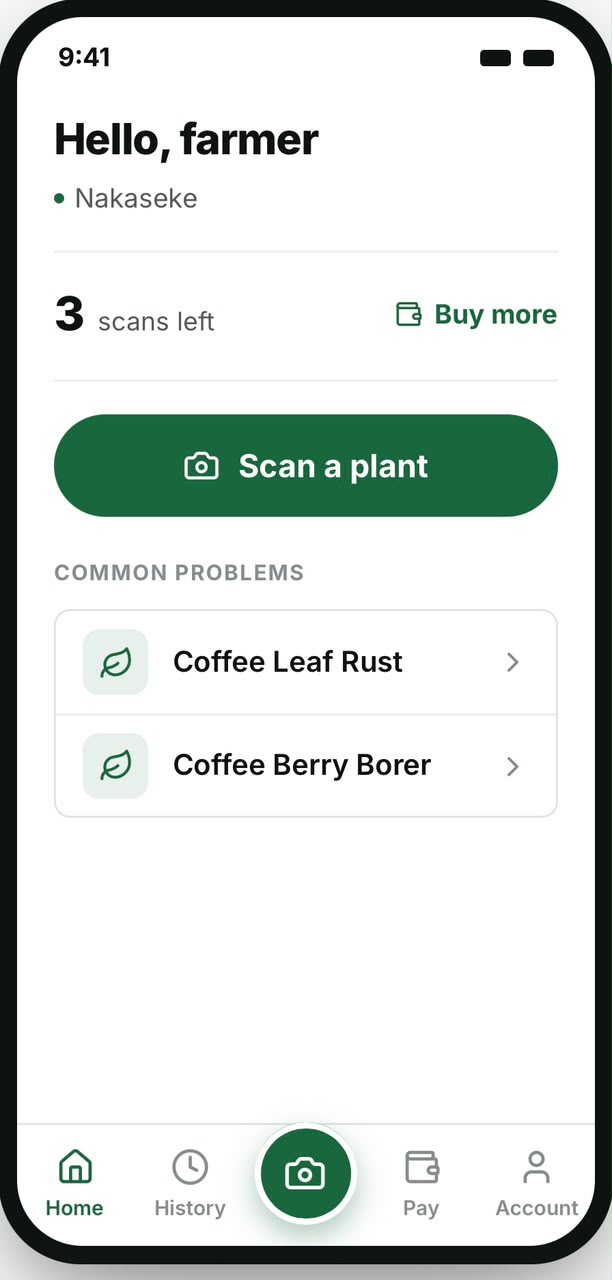 9:41
Hello, farmer
Nakaseke
3 scans left
Buy more
Scan a plant
COMMON PROBLEMS
Coffee Leaf Rust
Coffee Berry Borer
Home
History
Pay
Account